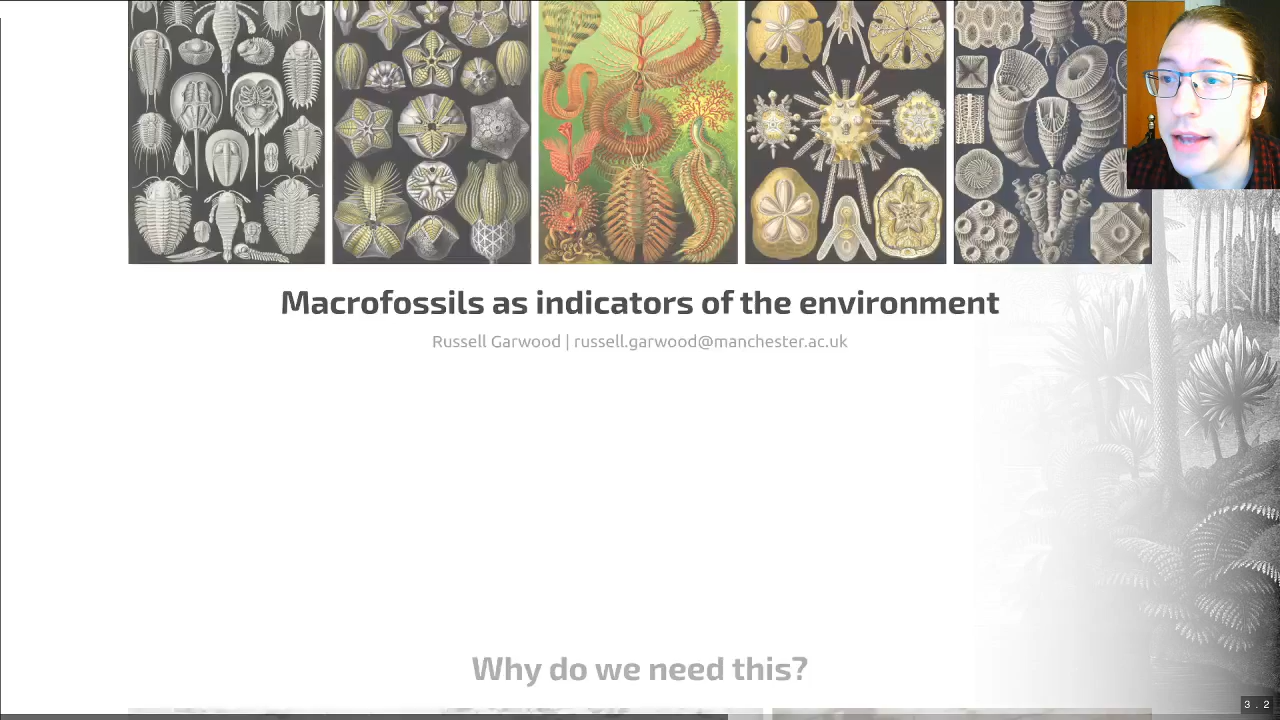 Macrofossils as indicators of the environment
Russell Garwood | russell.garwood@manchester.ac.uk
Why do we need this?
3 . 2